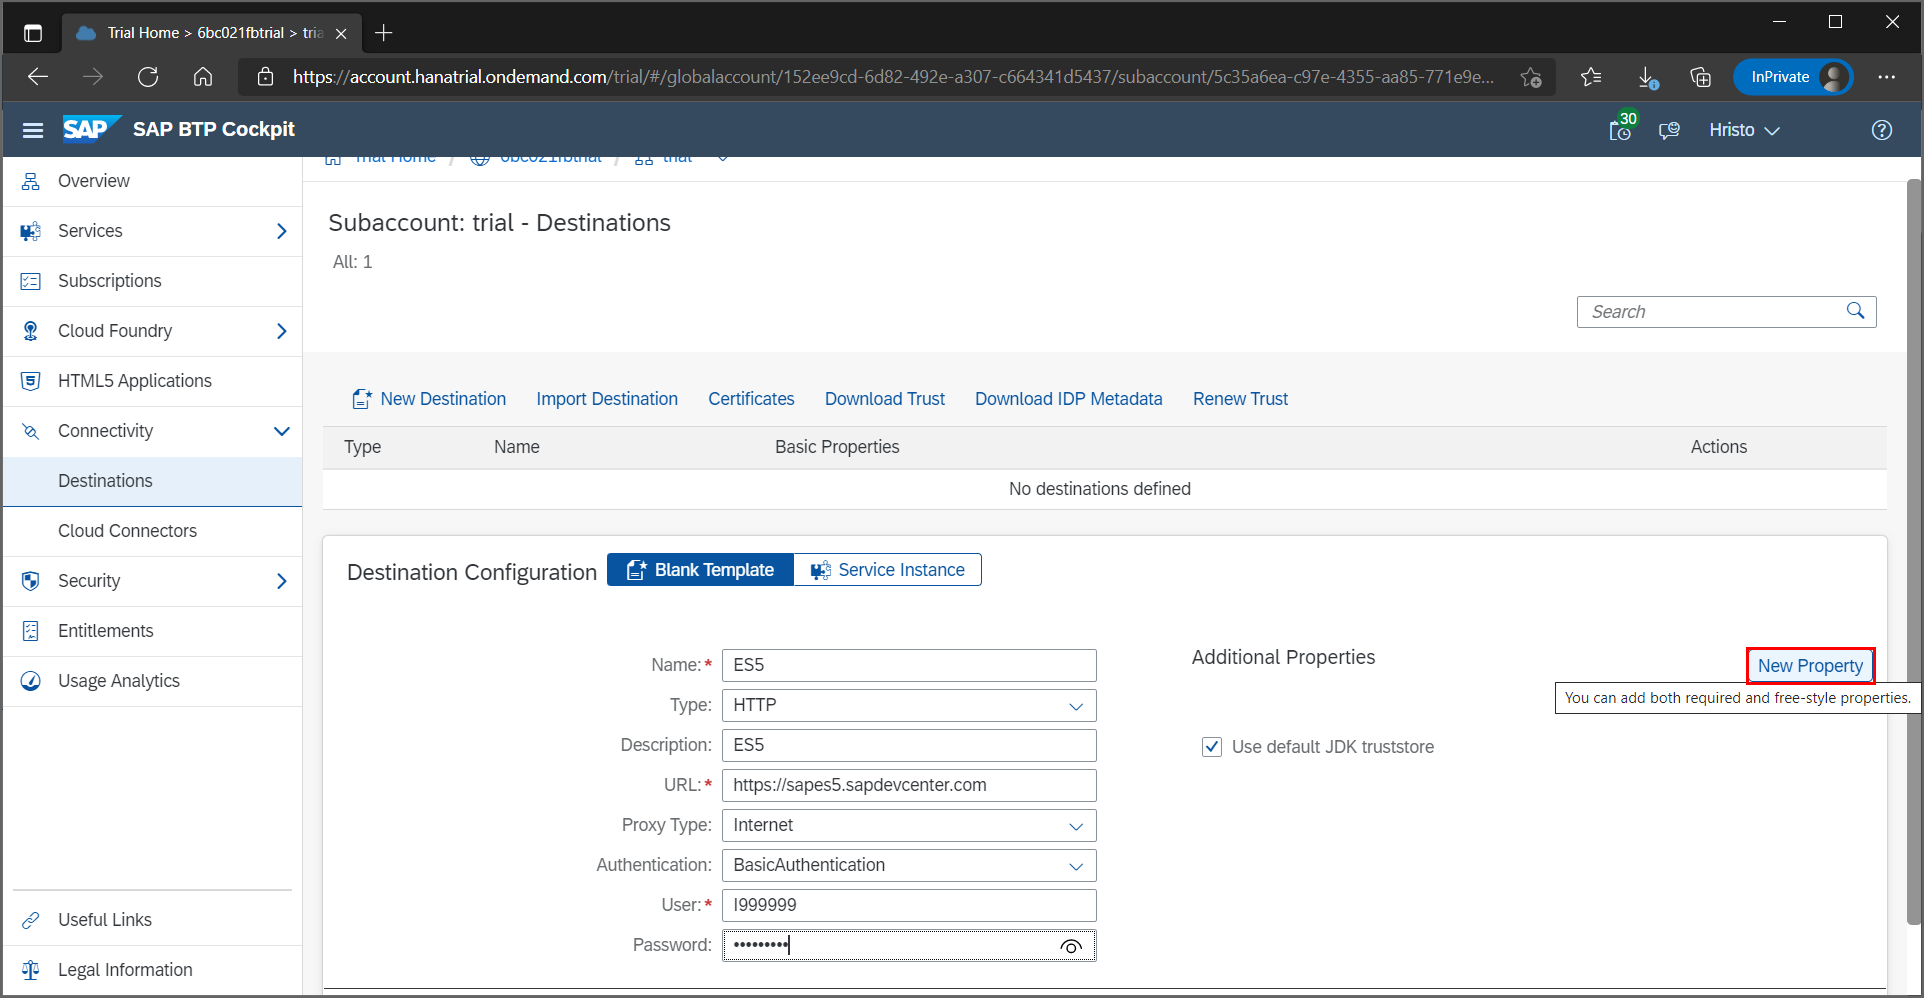 Trial Home > 6bc021fbtrial > tria
https://account.hanatrial.ondemand.com/trial/#/globalaccount/152ee9cd-6d82-492e-a307-c664341d5437/subaccount/5c35a6ea-c97e-4355-aa85-771e9e...
InPrivate
SAP SAP BTP Cockpit
30
Hristo
Trial Home / 6bc021fbtrial / trial
Overview
Services
Subscriptions
Cloud Foundry
HTML5 Applications
Connectivity
Destinations
Cloud Connectors
Security
Entitlements
Usage Analytics
Useful Links
Legal Information
Subaccount: trial - Destinations
All: 1
Search
New Destination Import Destination Certificates Download Trust Download IDP Metadata Renew Trust
Type Name Basic Properties Actions
No destinations defined
Destination Configuration Blank Template Service Instance
Name:* ES5
Type: HTTP
Description: ES5
URL:* https://sapes5.sapdevcenter.com
Proxy Type: Internet
Authentication: BasicAuthentication
User:* I999999
Password: •••••••••
Additional Properties
New Property
You can add both required and free-style properties.
Use default JDK truststore